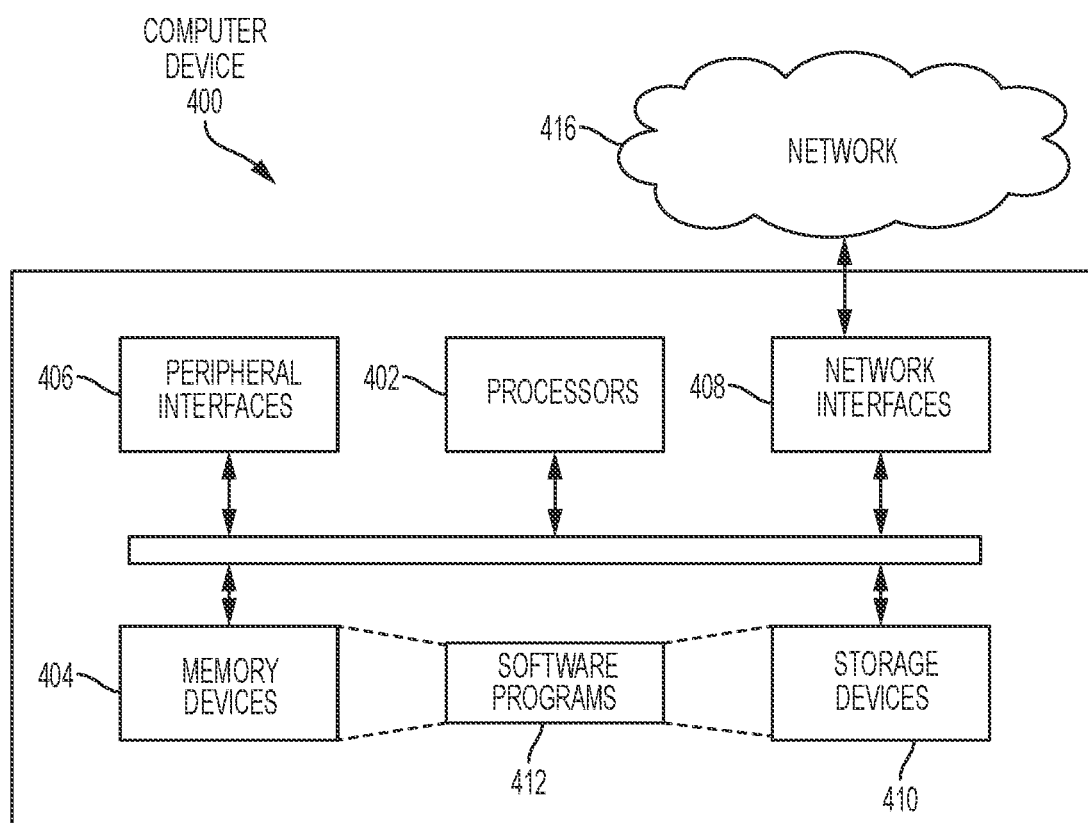 COMPUTER
DEVICE
400
416
NETWORK
406
PERIPHERAL
INTERFACES
402
PROCESSORS
408
NETWORK
INTERFACES
404
MEMORY
DEVICES
SOFTWARE
PROGRAMS
STORAGE
DEVICES
412
410